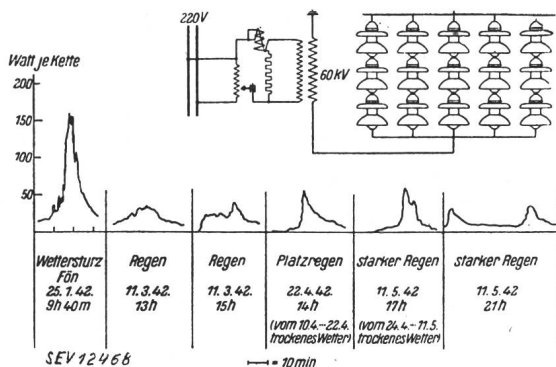 220V
Watt je Kette
60 kV
200
150
100
50
Wettersturz
Fön
25.1.42.
9h 40m
Regen
11.3.42.
13h
Regen
11.3.42.
15h
Platzregen
22.4.42.
14h
(vom 10.4.-22.4.
trockenes Wetter)
starker Regen
11.5.42
17h
(vom 24.4.-11.5.
trockenes Wetter)
starker Regen
11.5.42
21h
SEV 12468
= 10 min